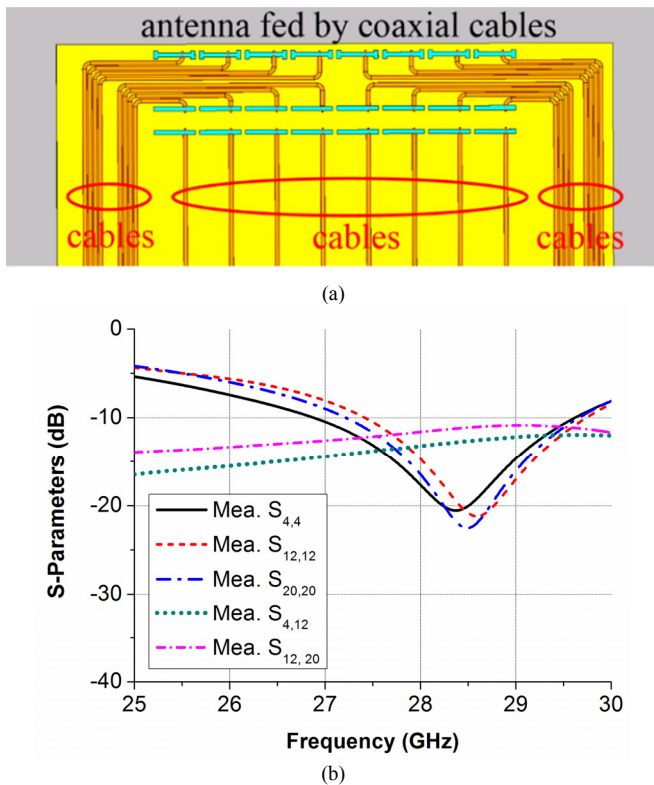 antenna fed by coaxial cables
cables cables cables
(a)
0
-10
-20
-30
-40
S-Parameters (dB)
Mea. S4,4
Mea. S12,12
Mea. S20,20
Mea. S4,12
Mea. S12, 20
25 26 27 28 29 30
Frequency (GHz)
(b)